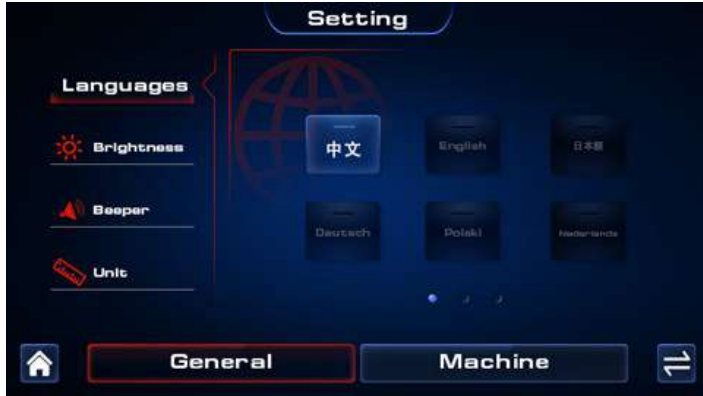 Setting
Languages
Brightness
Beeper
Unit
中文
English
日本語
Deutsch
Polski
Nederlands
General
Machine